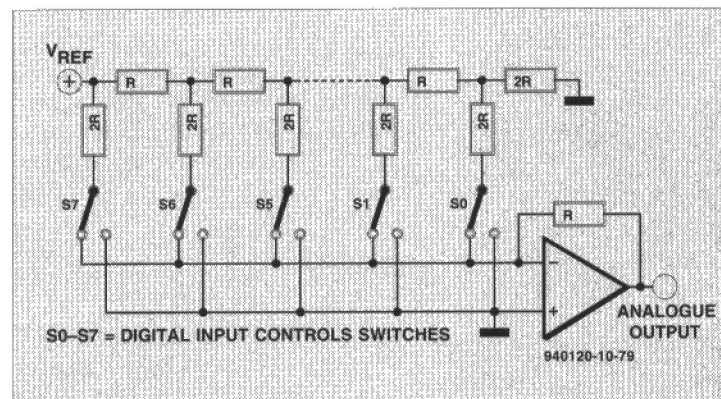 VREF
R
R
R
2R
2R
2R
2R
2R
2R
S7
S6
S5
S1
S0
R
ANALOGUE
OUTPUT
S0–S7 = DIGITAL INPUT CONTROLS SWITCHES
940120-10-79